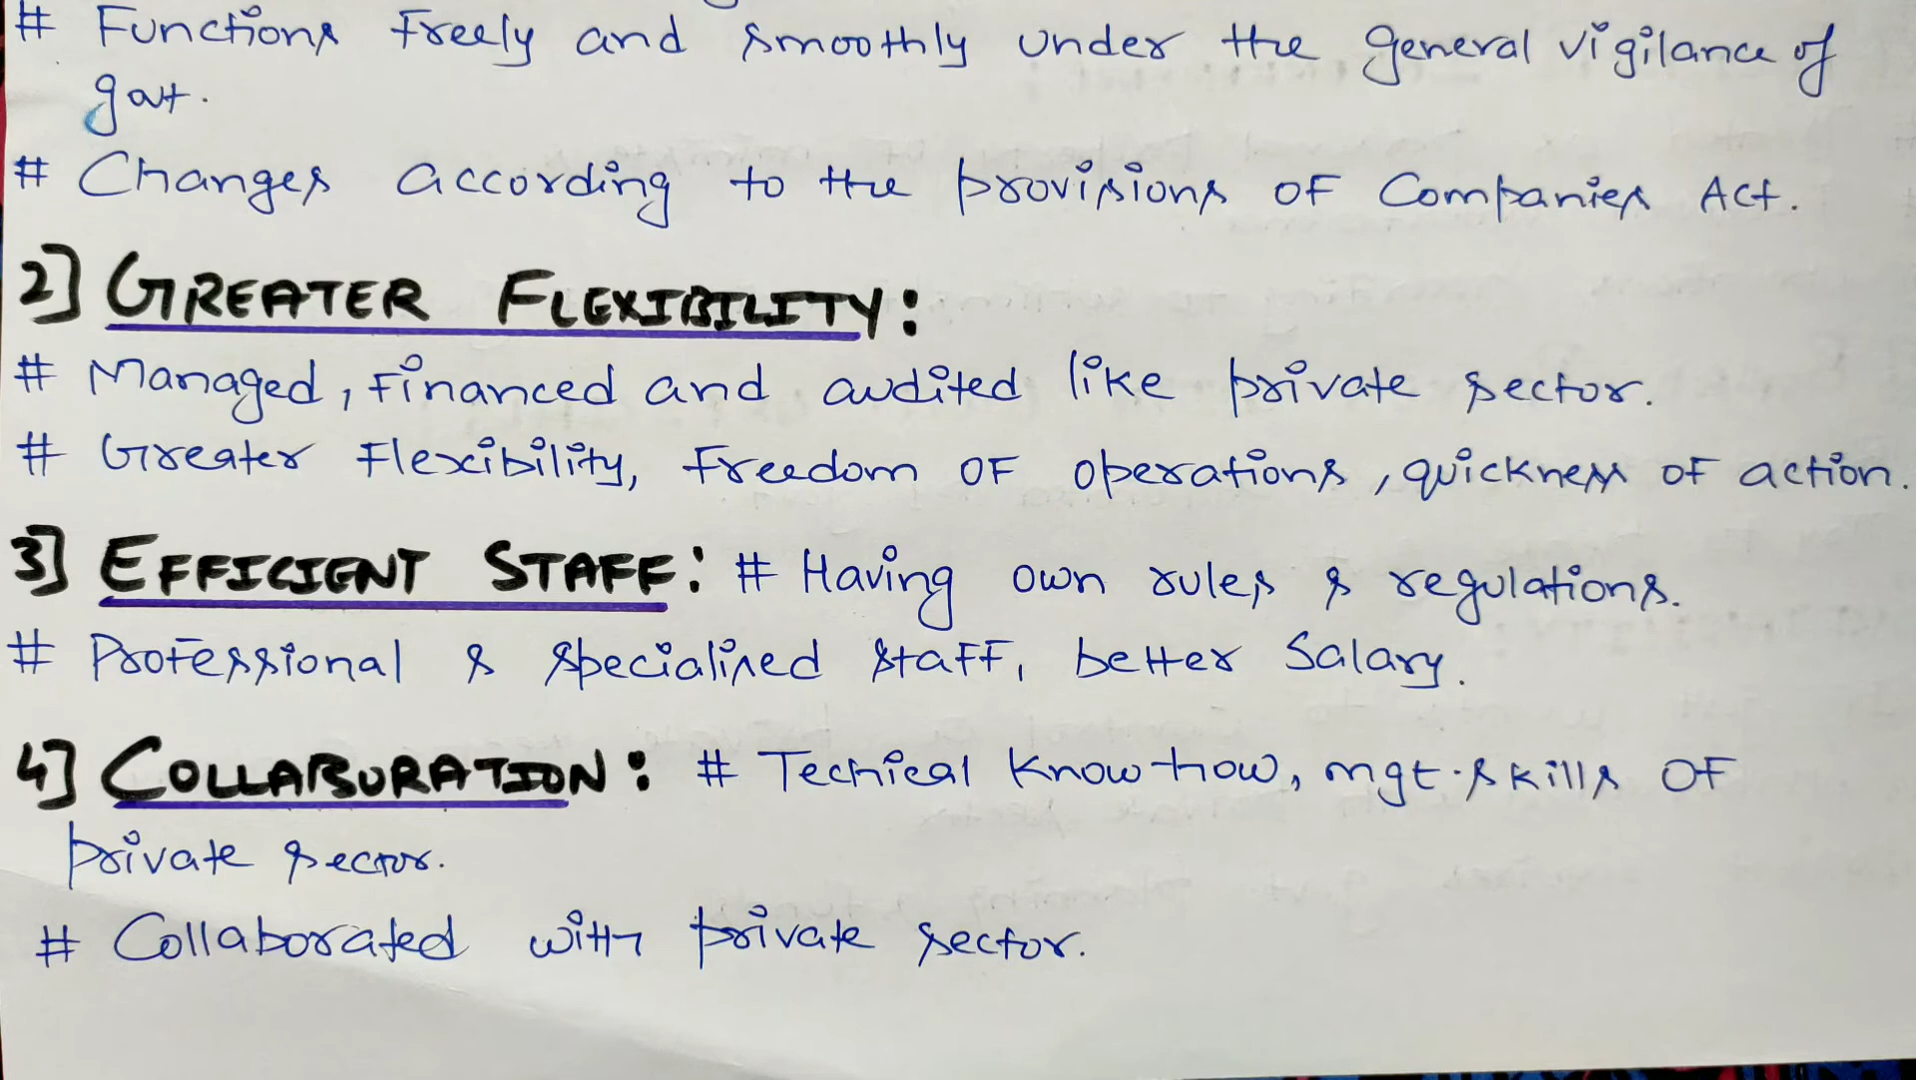 # Functions freely and smoothly under the general vigilance of
govt.
# Changes according to the provisions of Companies Act.
2] GREATER FLEXIBILITY:
# Managed, Financed and audited like private sector.
# Greater Flexibility, freedom of operations, quickness of action.
3] EFFICIENT STAFF: # Having own rules & regulations.
# Professional & specialised staff, better Salary.
4] COLLABORATION: # Techical Know-how, mgt. skills of
private sector.
# Collaborated with private sector.